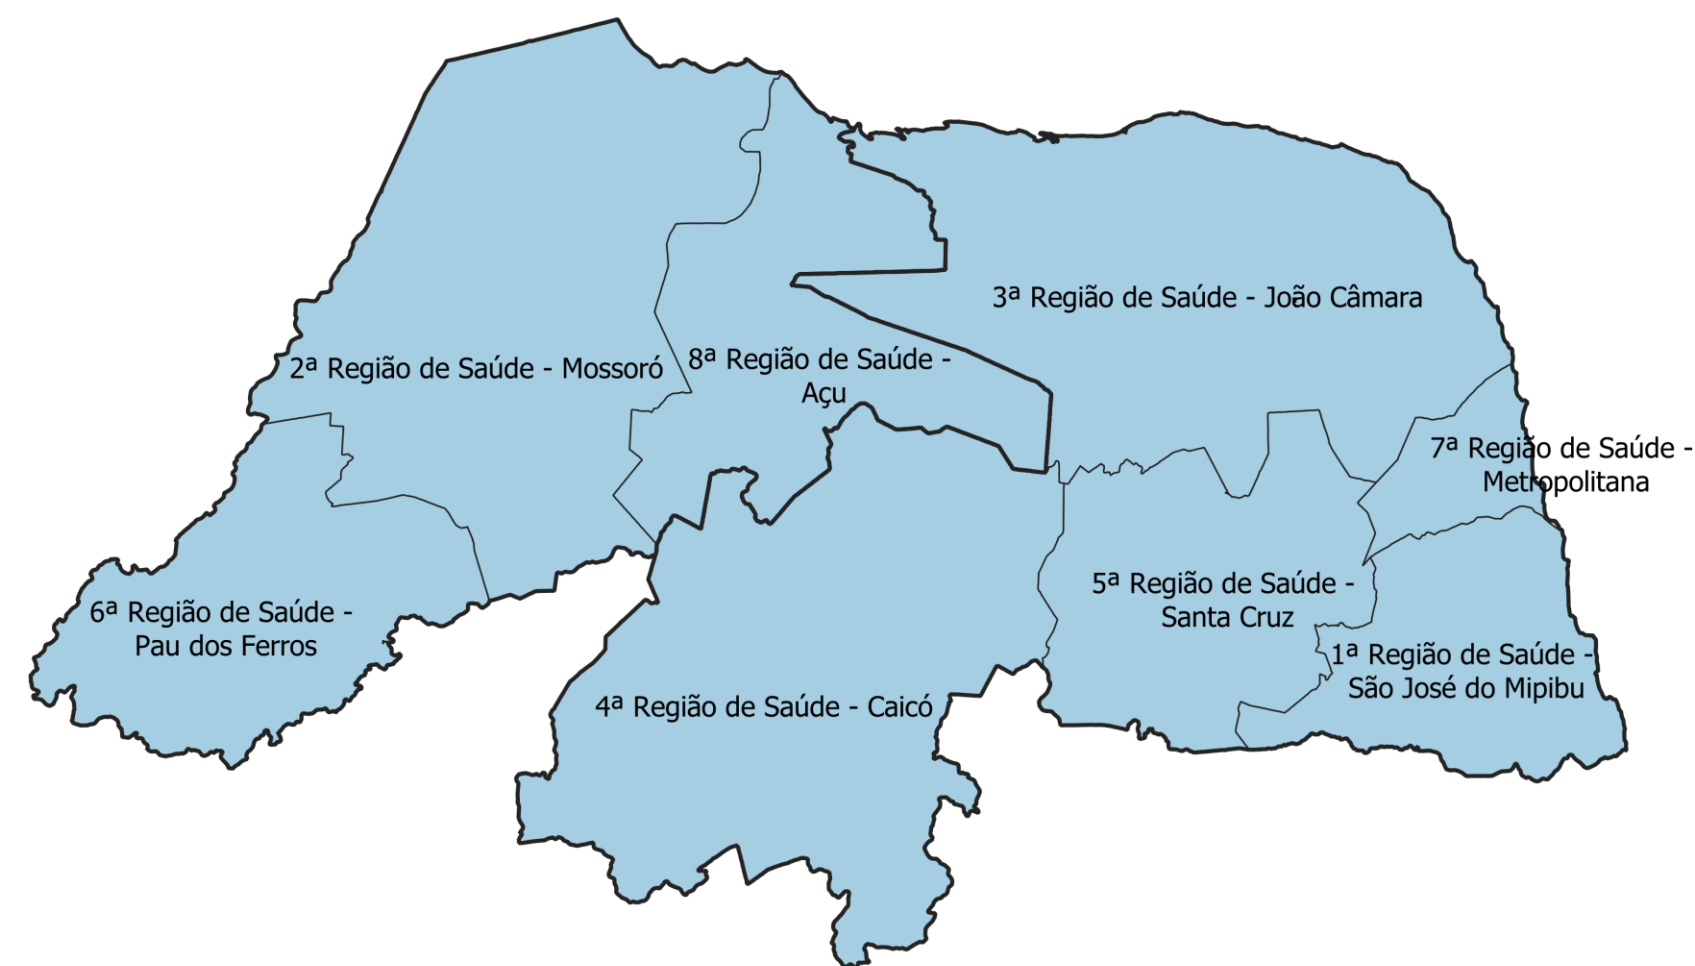 3ª Região de Saúde - João Câmara
2ª Região de Saúde - Mossoró
8ª Região de Saúde -
Açu
7ª Região de Saúde -
Metropolitana
5ª Região de Saúde -
Santa Cruz
6ª Região de Saúde -
Pau dos Ferros
1ª Região de Saúde -
São José do Mipibu
4ª Região de Saúde - Caicó